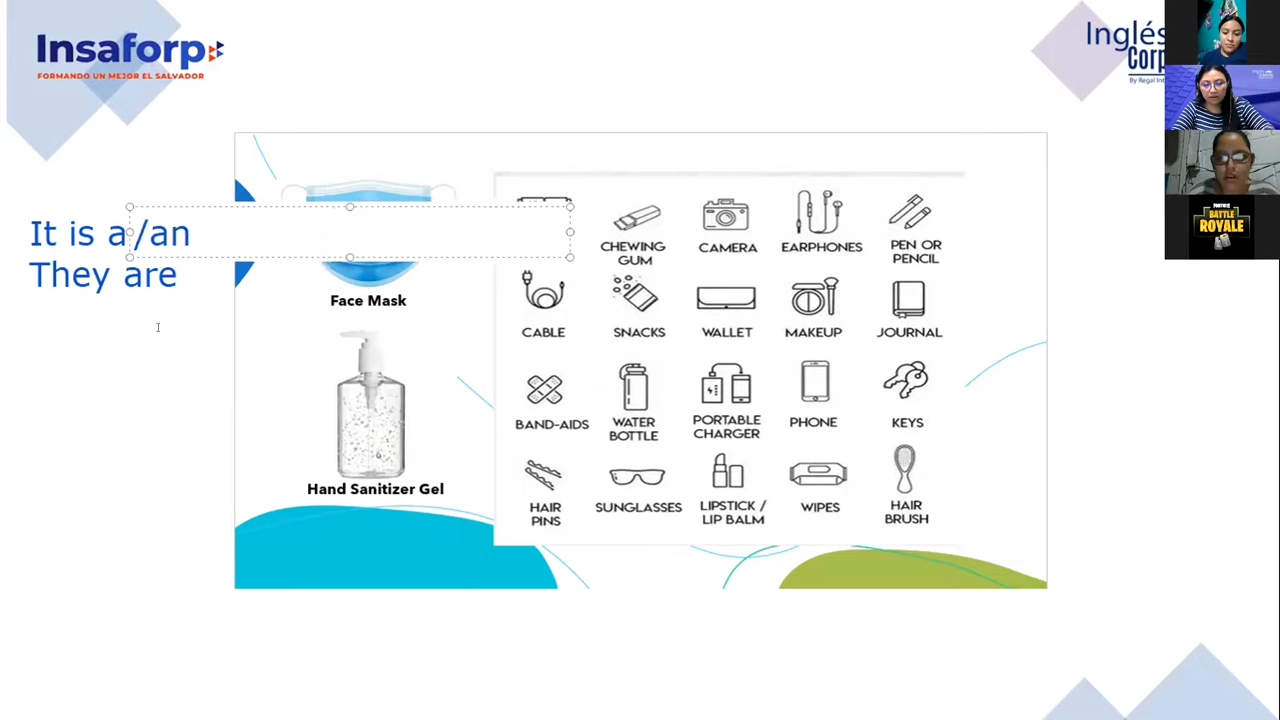 Insaforp
FORMANDO UN MEJOR EL SALVADOR
Inglés
Corp
It is a/an
They are
Face Mask
Hand Sanitizer Gel
CHEWING
GUM
CAMERA
EARPHONES
PEN OR
PENCIL
CABLE
SNACKS
WALLET
MAKEUP
JOURNAL
BAND-AIDS
WATER
BOTTLE
PORTABLE
CHARGER
PHONE
KEYS
HAIR
PINS
SUNGLASSES
LIPSTICK /
LIP BALM
WIPES
HAIR
BRUSH
FORTNITE
BATTLE
ROYALE